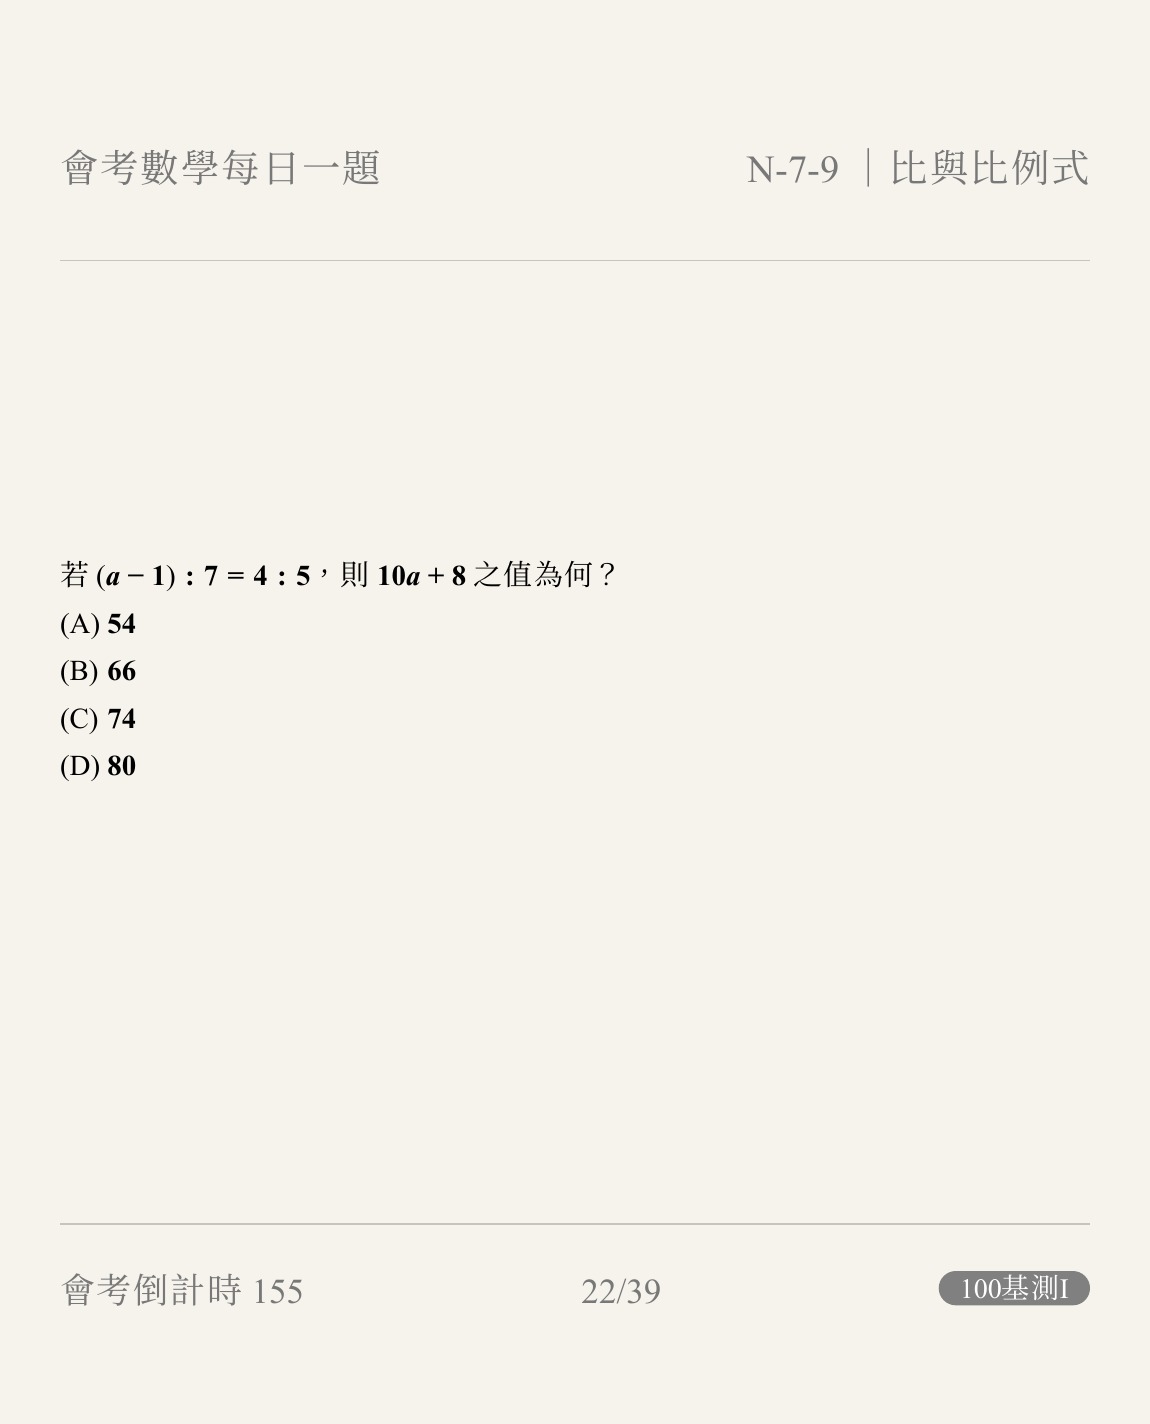 會考數學每日一題
N-7-9 | 比與比例式
若 (a − 1) : 7 = 4 : 5，則 10a + 8 之值為何？
(A) 54
(B) 66
(C) 74
(D) 80
會考倒計時 155
22/39
100基測I